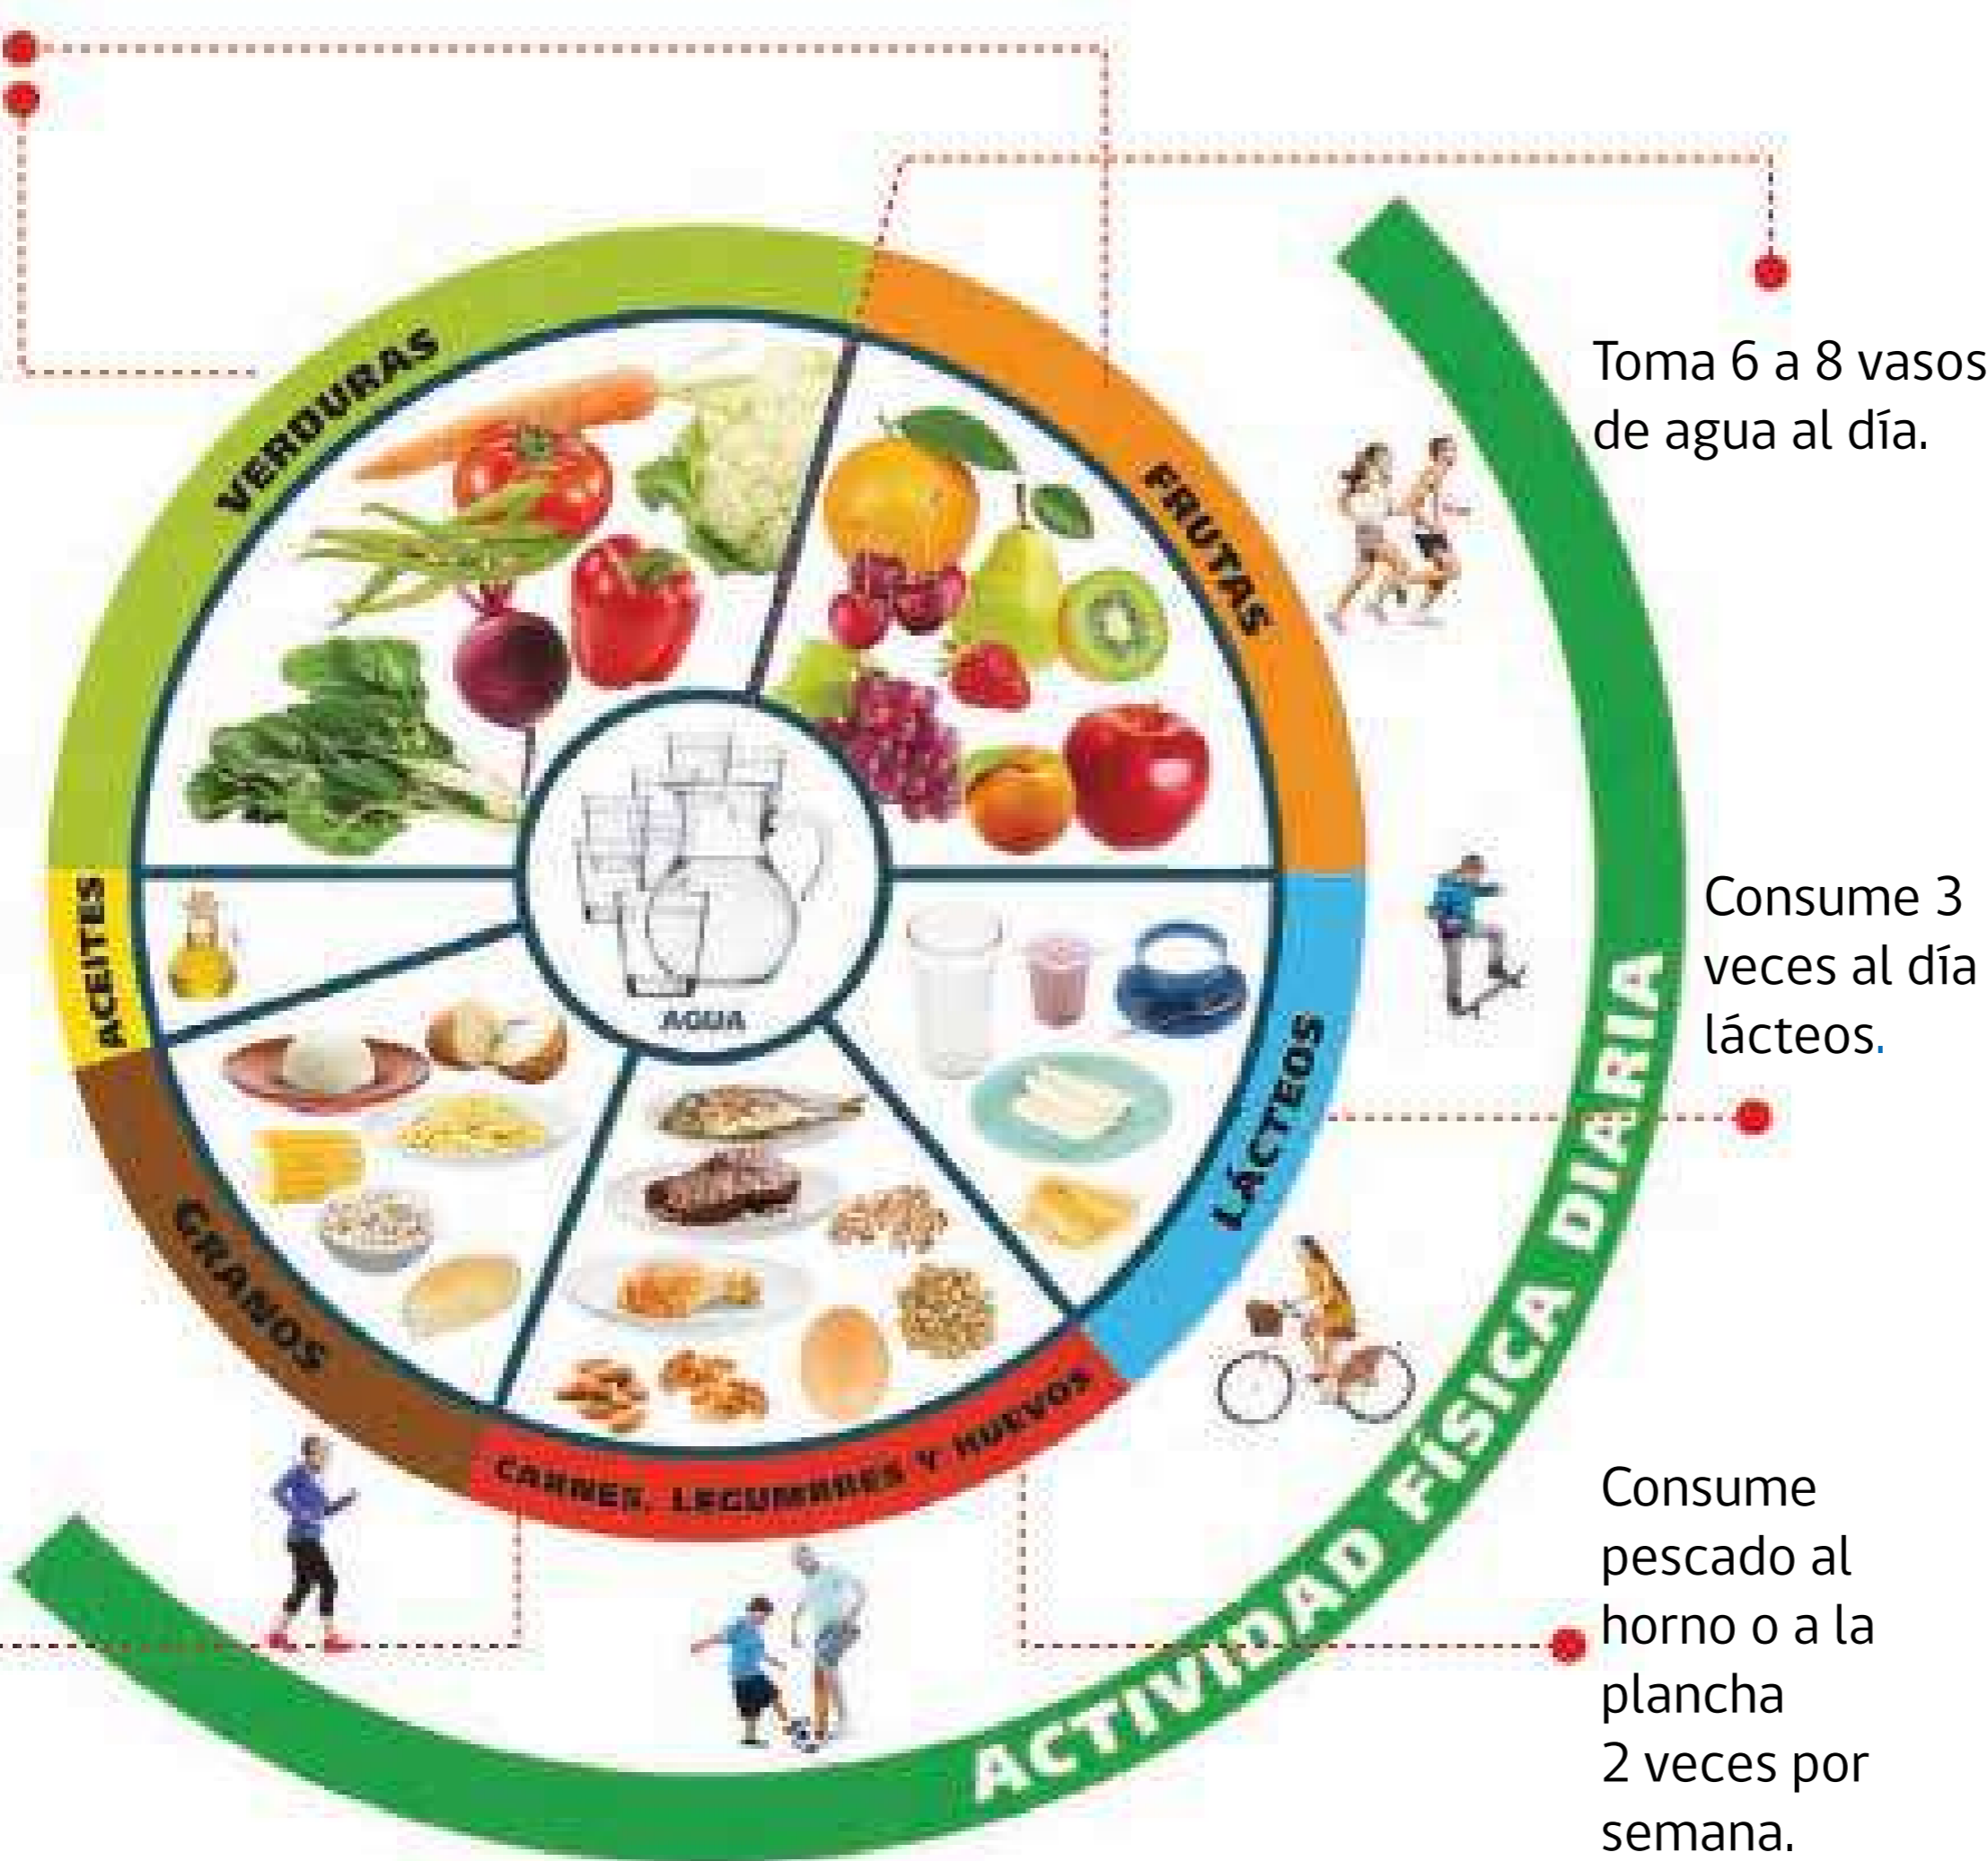 VERDURAS
FRUTAS
Toma 6 a 8 vasos
de agua al día.
ACEITES
AGUA
Consume 3
veces al día
lácteos.
LÁCTEOS
GRANOS
CARNES, LEGUMBRES Y HUEVOS
ACTIVIDAD FÍSICA DIARIA
Consume
pescado al
horno o a la
plancha
2 veces por
semana.